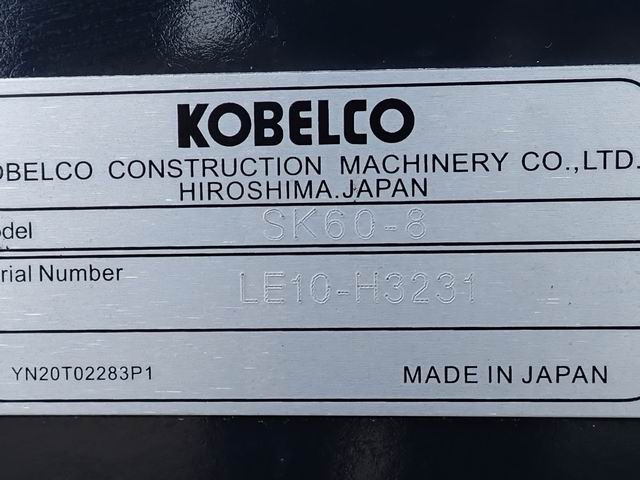 KOBELCO
OBELCO CONSTRUCTION MACHINERY CO.,LTD.
HIROSHIMA.JAPAN
odel SK60-8
rial Number LE10-H3231
YN20T02283P1 MADE IN JAPAN